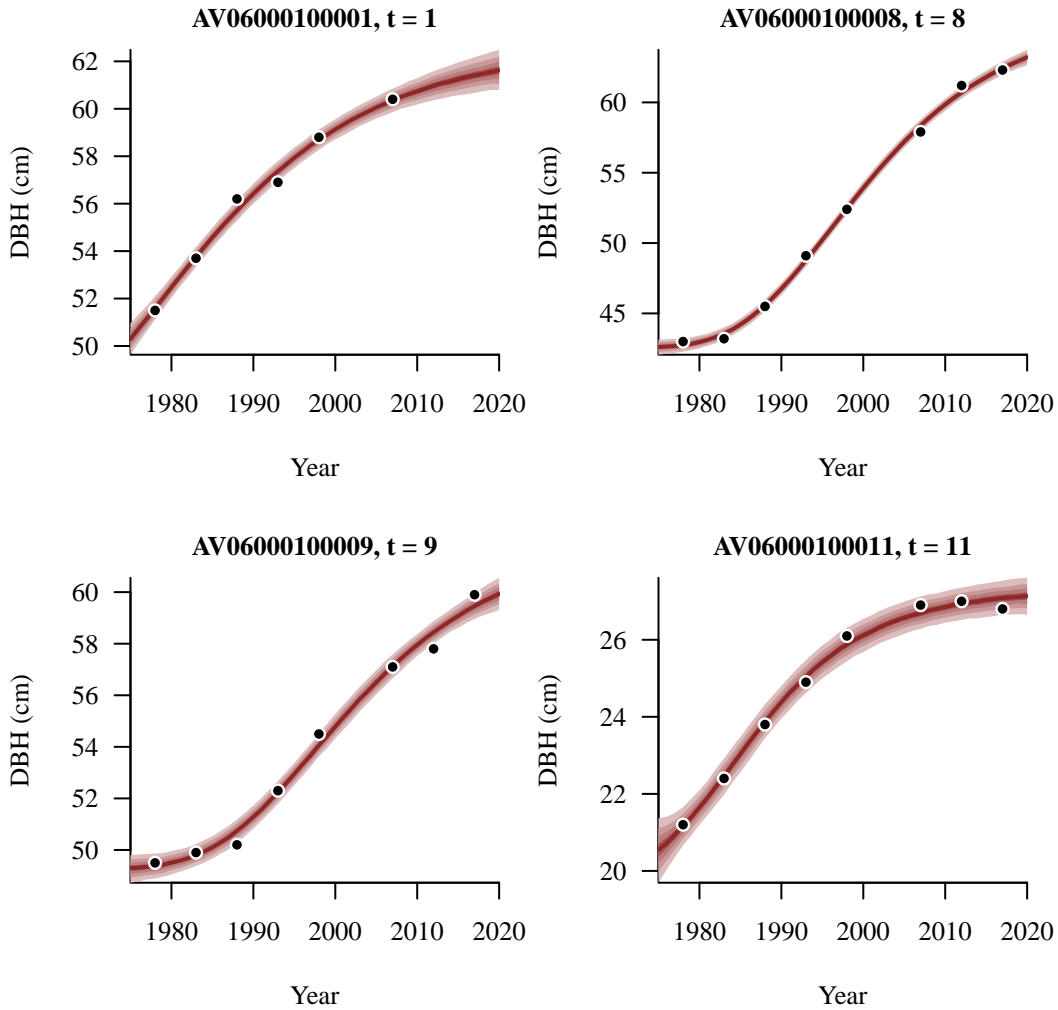 AV06000100001, t = 1
DBH (cm)
62
60
58
56
54
52
50
1980 1990 2000 2010 2020
Year
AV06000100008, t = 8
DBH (cm)
60
55
50
45
1980 1990 2000 2010 2020
Year
AV06000100009, t = 9
DBH (cm)
60
58
56
54
52
50
1980 1990 2000 2010 2020
Year
AV06000100011, t = 11
DBH (cm)
26
24
22
20
1980 1990 2000 2010 2020
Year